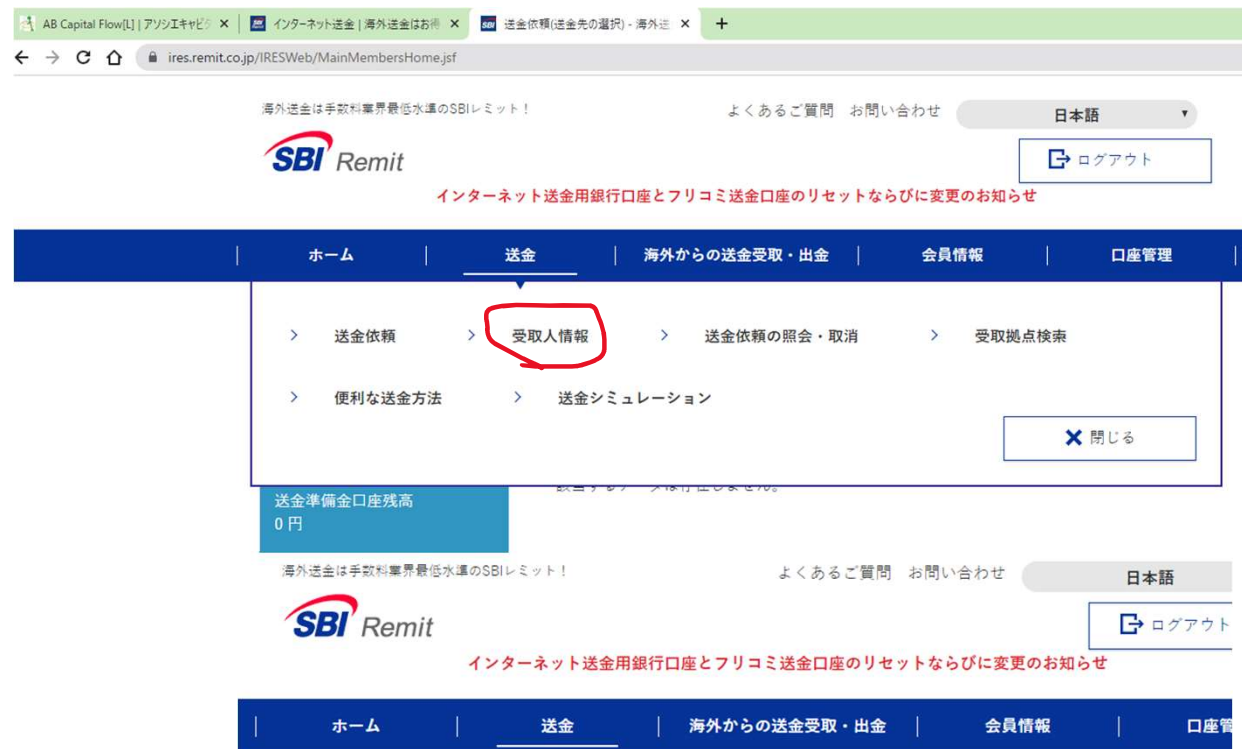 AB Capital Flow[L] | アソシエキャピタ
インターネット送金 | 海外送金はお得
送金依頼(送金先の選択) - 海外送
ires.remit.co.jp/IRESWeb/MainMembersHome.jsf
海外送金は手数料業界最低水準のSBIレミット！
よくあるご質問 お問い合わせ 日本語
SBI Remit
ログアウト
インターネット送金用銀行口座とフリコミ送金口座のリセットならびに変更のお知らせ
ホーム 送金 海外からの送金受取・出金 会員情報 口座管理
送金依頼 受取人情報 送金依頼の照会・取消 受取拠点検索
便利な送金方法 送金シミュレーション
閉じる
送金準備金口座残高
0 円
海外送金は手数料業界最低水準のSBIレミット！
よくあるご質問 お問い合わせ 日本語
SBI Remit
ログアウト
インターネット送金用銀行口座とフリコミ送金口座のリセットならびに変更のお知らせ
ホーム 送金 海外からの送金受取・出金 会員情報 口座管